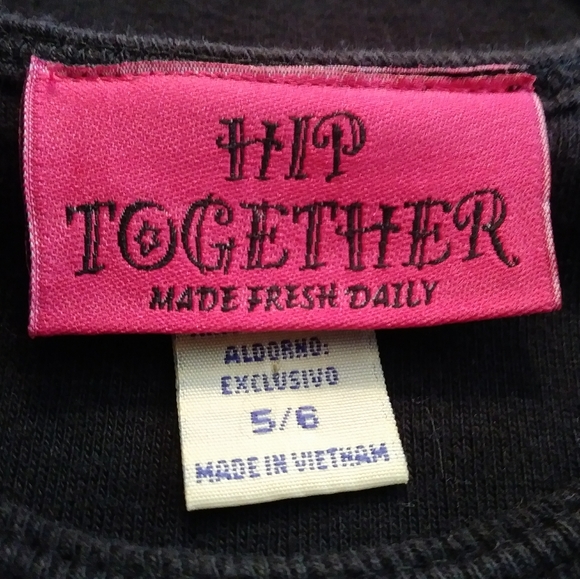 HIP
TOGETHER
MADE FRESH DAILY
ALDORNO:
EXCLUSIVO
5/6
MADE IN VIETNAM